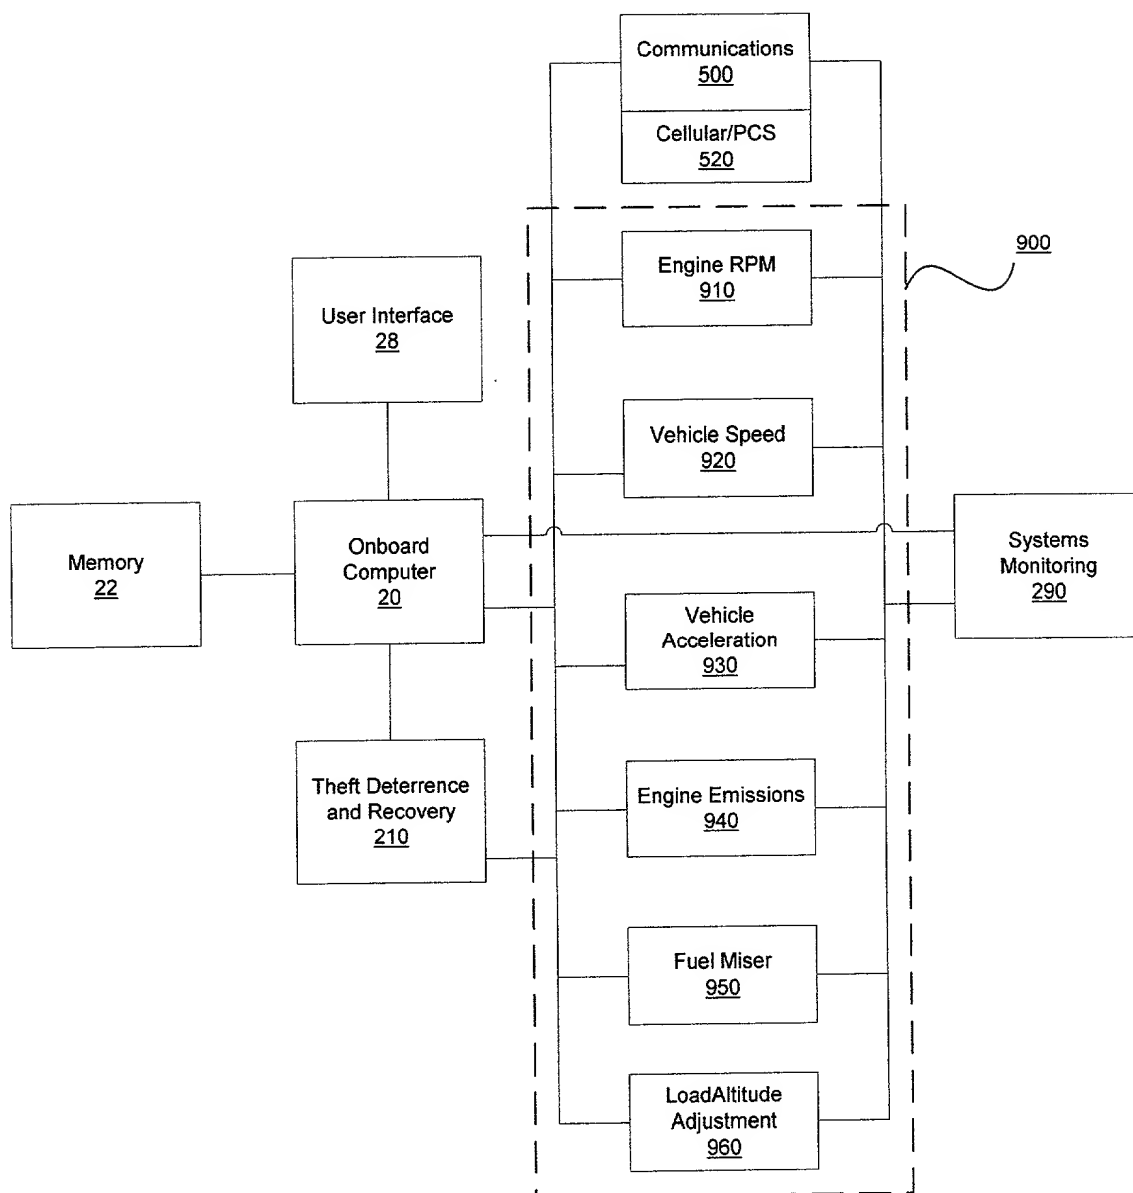 Communications
500
Cellular/PCS
520
900
Engine RPM
910
User Interface
28
Vehicle Speed
920
Memory
22
Onboard
Computer
20
Systems
Monitoring
290
Vehicle
Acceleration
930
Theft Deterrence
and Recovery
210
Engine Emissions
940
Fuel Miser
950
LoadAltitude
Adjustment
960